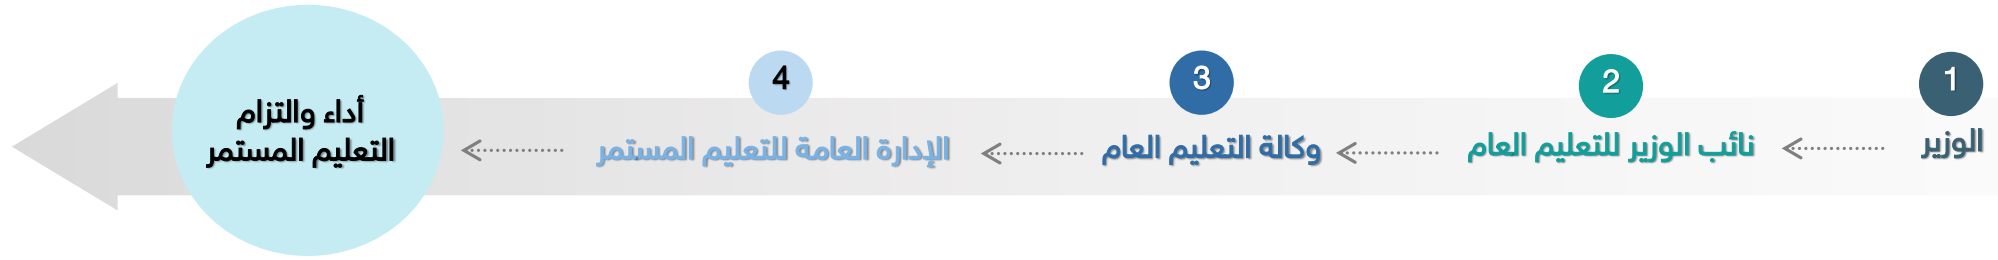 1
الوزير
2
نائب الوزير للتعليم العام
3
وكالة التعليم العام
4
الإدارة العامة للتعليم المستمر
أداء والتزام
التعليم المستمر